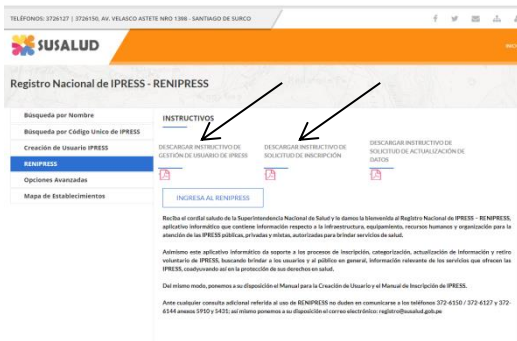 TELÉFONOS: 3726127 | 3726150, AV. VELASCO ASTETE NRO 1398 - SANTIAGO DE SURCO
SUSALUD
INIC
Registro Nacional de IPRESS - RENIPRESS
Búsqueda por Nombre
Búsqueda por Código Unico de IPRESS
Creación de Usuario IPRESS
RENIPRESS
Opciones Avanzadas
Mapa de Establecimientos
INSTRUCTIVOS
DESCARGAR INSTRUCTIVO DE
GESTIÓN DE USUARIO DE IPRESS
DESCARGAR INSTRUCTIVO DE
SOLICITUD DE INSCRIPCIÓN
DESCARGAR INSTRUCTIVO DE
SOLICITUD DE ACTUALIZACIÓN DE
DATOS
INGRESA AL RENIPRESS
Reciba el cordial saludo de la Superintendencia Nacional de Salud y le damos la bienvenida al Registro Nacional de IPRESS – RENIPRESS,
aplicativo informático que contiene información respecto a la infraestructura, equipamiento, recursos humanos y organización para la
atención de las IPRESS públicas, privadas y mixtas, autorizadas para brindar servicios de salud.
Asimismo este aplicativo informático da soporte a los procesos de inscripción, categorización, actualización de información y retiro
voluntario de IPRESS, buscando brindar a los usuarios y al público en general, información relevante de los servicios que ofrecen las
IPRESS, coadyuvando así en la protección de sus derechos en salud.
Del mismo modo, ponemos a su disposición el Manual para la Creación de Usuario y el Manual de Inscripción de IPRESS.
Ante cualquier consulta adicional referida al uso de RENIPRESS no duden en comunicarse a los teléfonos 372-6150 / 372-6127 y 372-
6144 anexos 5910 y 5431; así mismo ponemos a su disposición el correo electrónico: registro@susalud.gob.pe